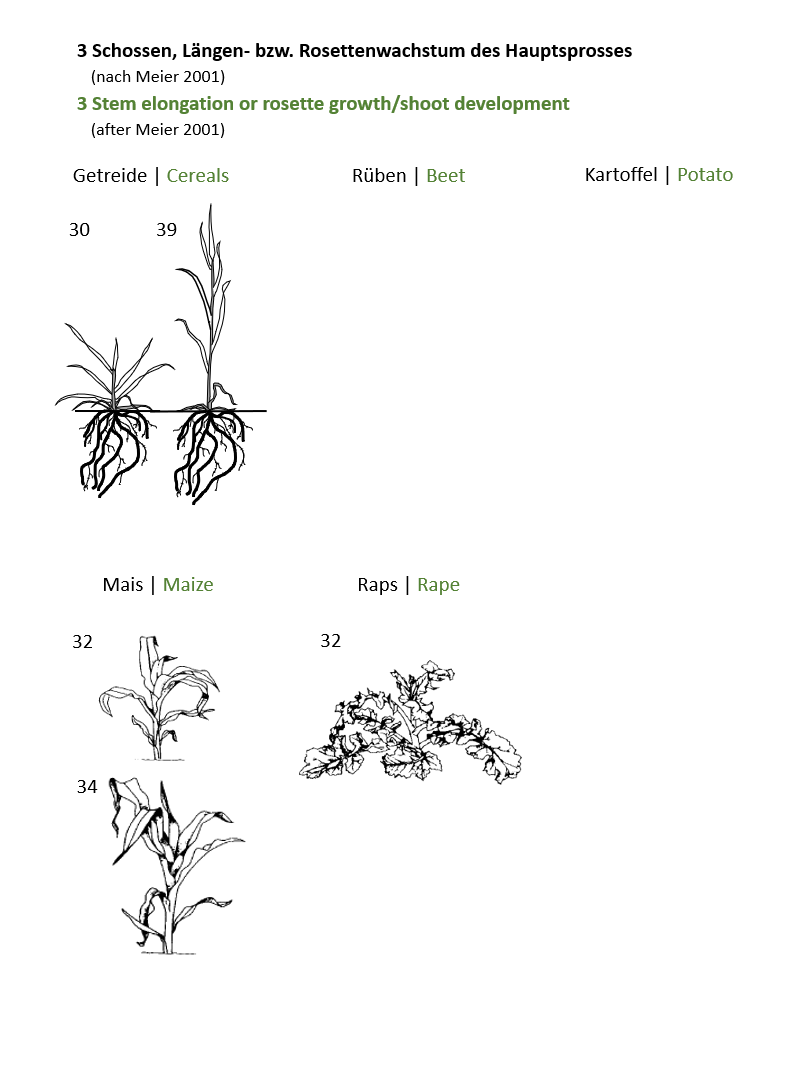 3 Schossen, Längen- bzw. Rosettenwachstum des Hauptsprosses
(nach Meier 2001)
3 Stem elongation or rosette growth/shoot development
(after Meier 2001)
Getreide | Cereals
Rüben | Beet
Kartoffel | Potato
30
39
Mais | Maize
Raps | Rape
32
32
34